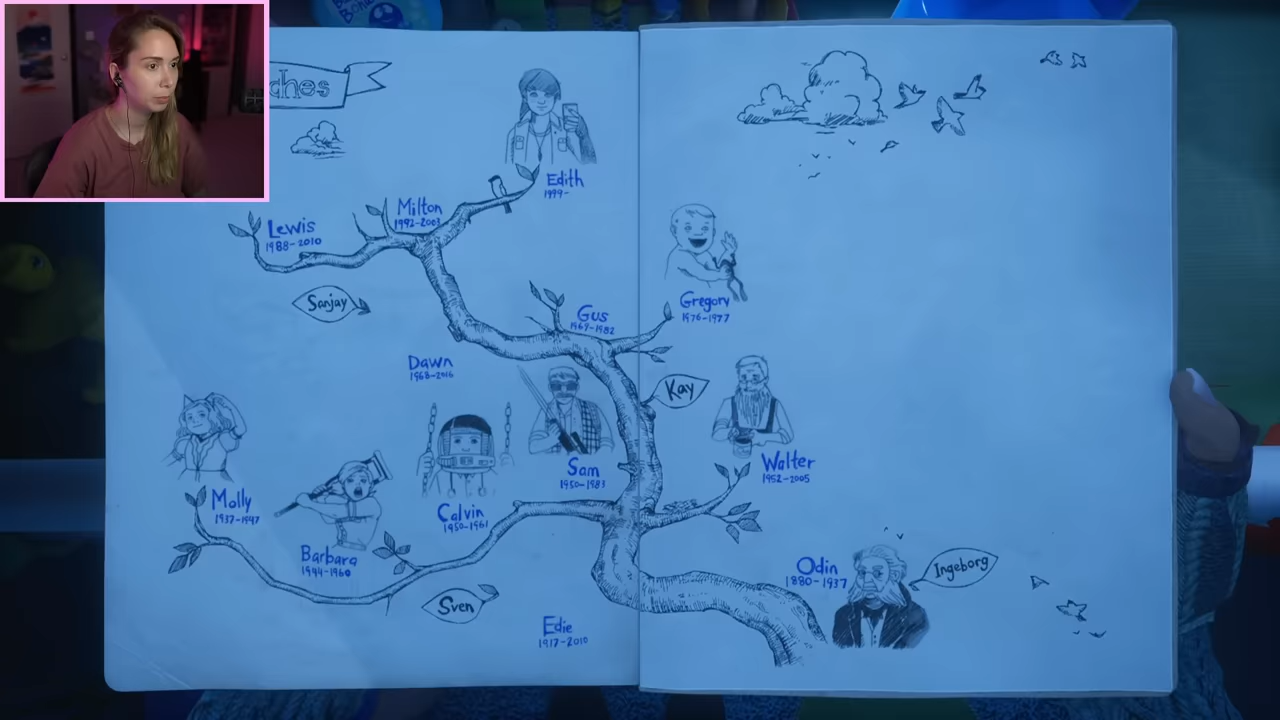 ches
Edith
1999-
Milton
1992-2003
Lewis
1988-2010
Sanjay
Gregory
1976-1977
Gus
1969-1982
Dawn
1968-2016
Kay
Walter
1952-2005
Sam
1950-1983
Calvin
1950-1961
Molly
1937-1947
Barbara
1944-1960
Sven
Edie
1917-2010
Odin
1880-1937
Ingeborg